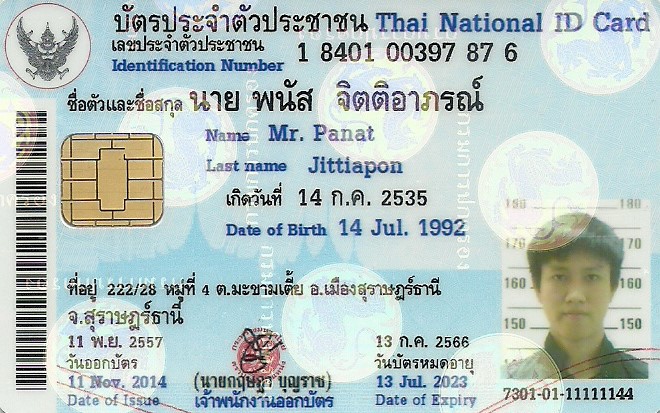 บัตรประจำตัวประชาชน Thai National ID Card
เลขประจำตัวประชาชน 1 8401 00397 87 6
Identification Number
ชื่อตัวและชื่อสกุล นาย พนัส จิตติอาภรณ์
Name Mr. Panat
Last name Jittiapon
เกิดวันที่ 14 ก.ค. 2535
Date of Birth 14 Jul. 1992
ที่อยู่ 222/28 หมู่ที่ 4 ต.มะขามเตี้ย อ.เมืองสุราษฎร์ธานี
จ.สุราษฎร์ธานี
11 พ.ย. 2557
วันออกบัตร
11 Nov. 2014
Date of Issue
(นายกฤษฎา บุญราช)
เจ้าพนักงานออกบัตร
13 ก.ค. 2566
วันบัตรหมดอายุ
13 Jul. 2023
Date of Expiry
180 180
170 170
160 160
150 150
7301-01-11111144